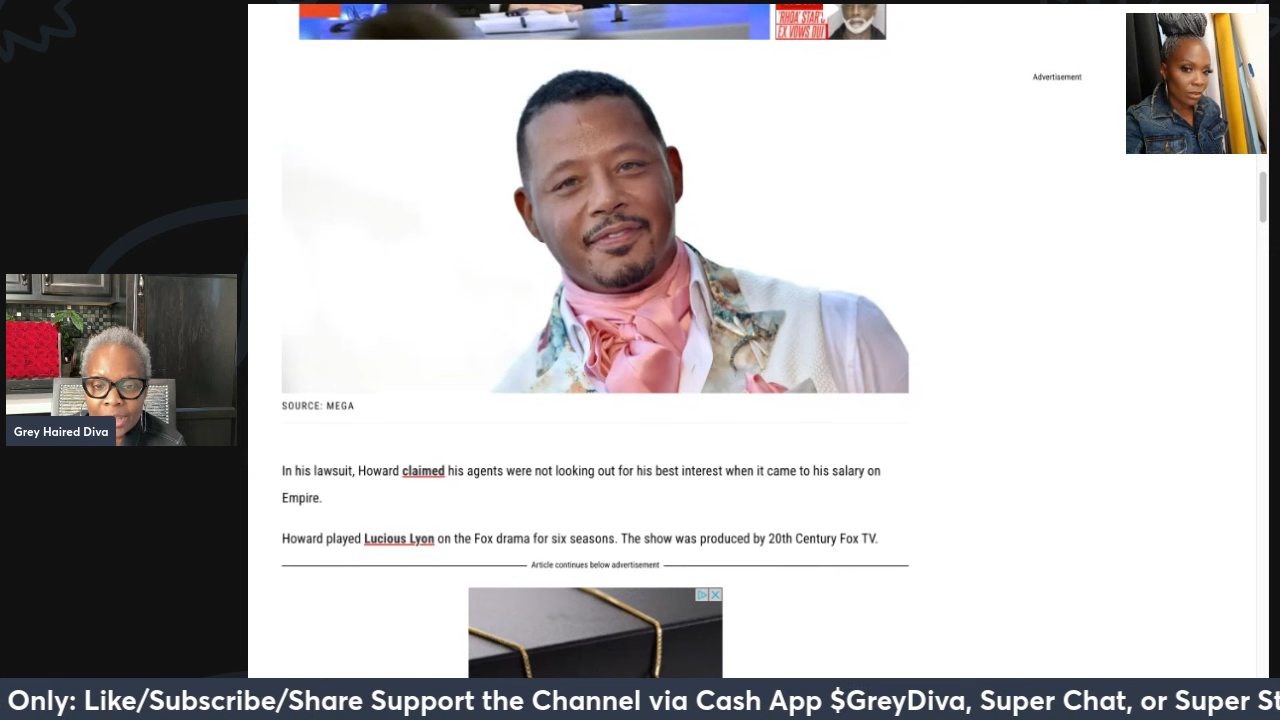 'RHOA' STAR'S
EX VOWS
Advertisement
Grey Haired Diva
SOURCE: MEGA
In his lawsuit, Howard claimed his agents were not looking out for his best interest when it came to his salary on
Empire.
Howard played Lucious Lyon on the Fox drama for six seasons. The show was produced by 20th Century Fox TV.
Article continues below advertisement
Only: Like/Subscribe/Share Support the Channel via Cash App $GreyDiva, Super Chat, or Super